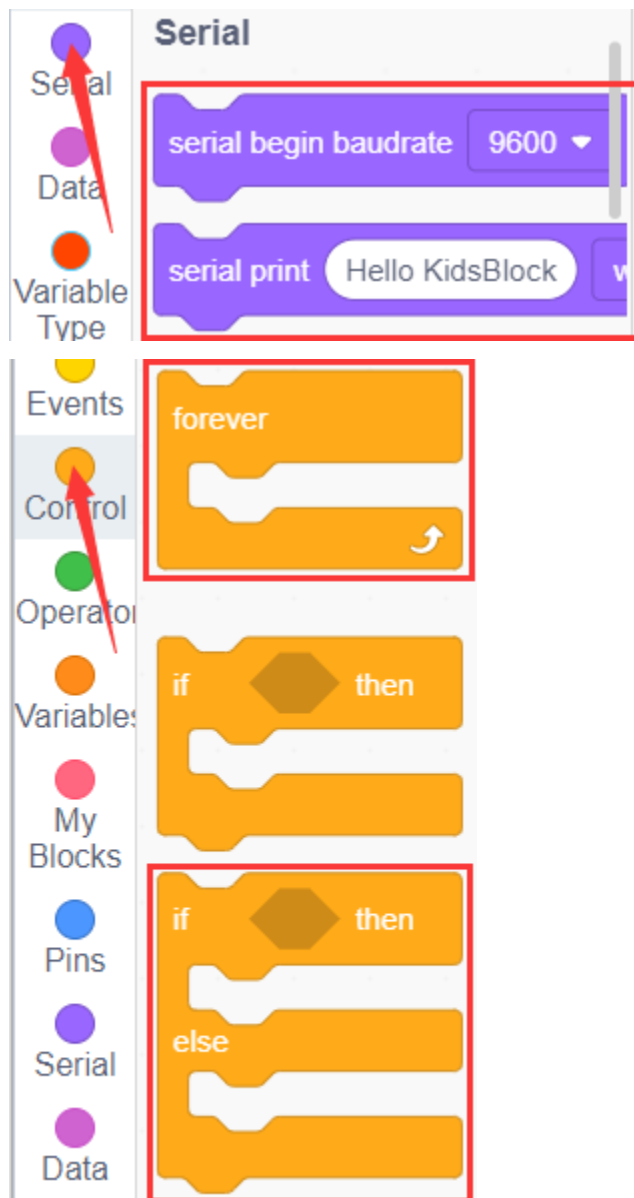 Serial
Serial
serial begin baudrate 9600
Data
serial print Hello KidsBlock w
Variable
Type
Events
forever
Control
Operator
if then
Variables
My
Blocks
if then
Pins
else
Serial
Data